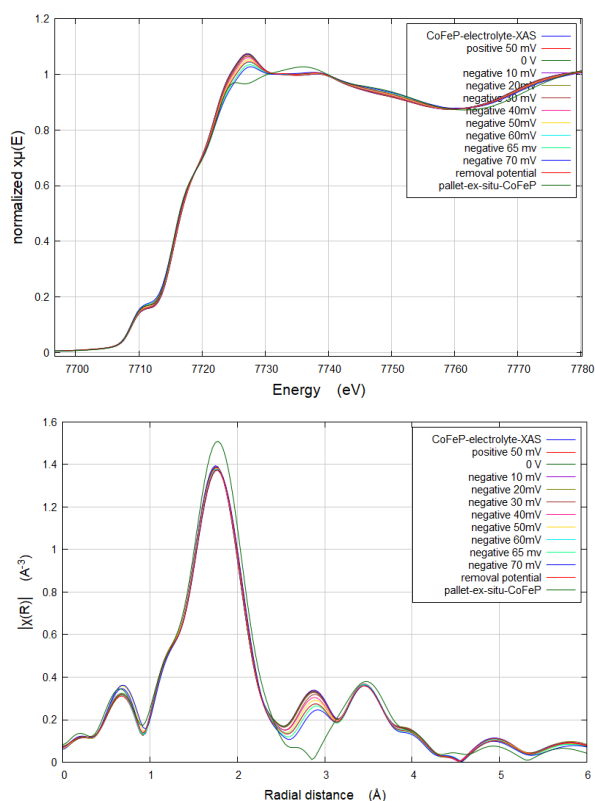 1.2
1
0.8
0.6
0.4
0.2
0
normalized xμ(E)
CoFeP-electrolyte-XAS
positive 50 mV
0 V
negative 10 mV
negative 20mV
negative 30 mV
negative 40mV
negative 50mV
negative 60mV
negative 65 mv
negative 70 mV
removal potential
pallet-ex-situ-CoFeP
7700 7710 7720 7730 7740 7750 7760 7770 7780
Energy (eV)
1.6
1.4
1.2
1
0.8
0.6
0.4
0.2
0
|χ(R)| (Å⁻³)
CoFeP-electrolyte-XAS
positive 50 mV
0 V
negative 10 mV
negative 20mV
negative 30 mV
negative 40mV
negative 50mV
negative 60mV
negative 65 mv
negative 70 mV
removal potential
pallet-ex-situ-CoFeP
0 1 2 3 4 5 6
Radial distance (Å)